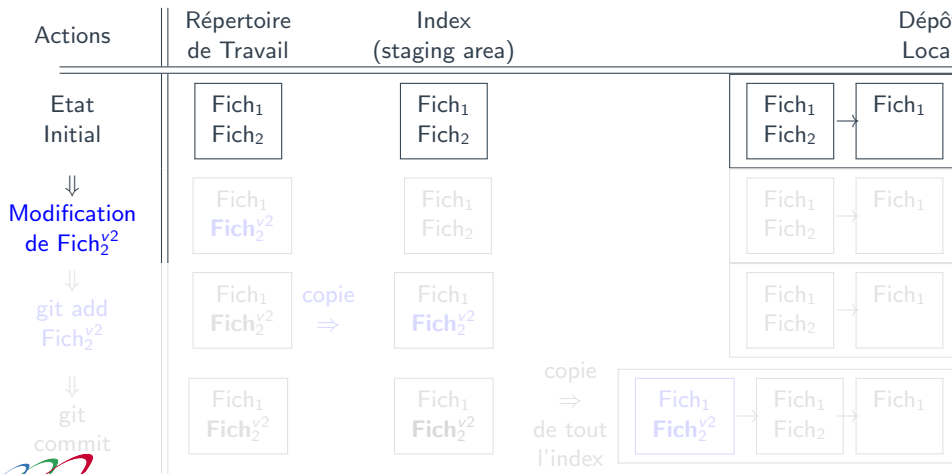 Actions
Répertoire
de Travail
Index
(staging area)
Dépô
Loca
Etat
Initial
Fich₁
Fich₂
Fich₁
Fich₂
Fich₁
Fich₂
→
Fich₁
⇓
Modification
de Fich₂ᵛ²
Fich₁
Fich₂ᵛ²
Fich₁
Fich₂
Fich₁
Fich₂
→
Fich₁
⇓
git add
Fich₂ᵛ²
Fich₁
Fich₂ᵛ²
copie
⇒
Fich₁
Fich₂ᵛ²
Fich₁
Fich₂
→
Fich₁
⇓
git
commit
Fich₁
Fich₂ᵛ²
Fich₁
Fich₂ᵛ²
copie
⇒
de tout
l'index
Fich₁
Fich₂ᵛ²
→
Fich₁
Fich₂
→
Fich₁